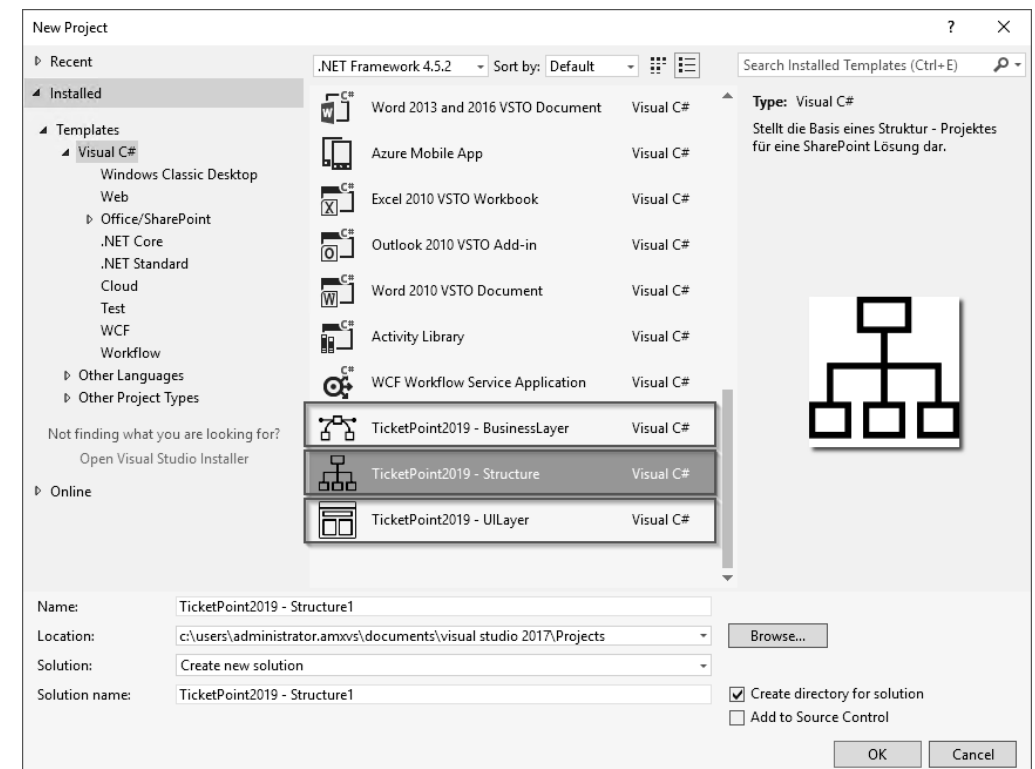 New Project
?
Recent
.NET Framework 4.5.2
Sort by: Default
Search Installed Templates (Ctrl+E)
Installed
Templates
Visual C#
Windows Classic Desktop
Web
Office/SharePoint
.NET Core
.NET Standard
Cloud
Test
WCF
Workflow
Other Languages
Other Project Types
Not finding what you are looking for?
Open Visual Studio Installer
Online
C# W Word 2013 and 2016 VSTO Document Visual C#
Azure Mobile App Visual C#
C# X Excel 2010 VSTO Workbook Visual C#
C# O Outlook 2010 VSTO Add-in Visual C#
C# W Word 2010 VSTO Document Visual C#
C# Activity Library Visual C#
C# WCF Workflow Service Application Visual C#
TicketPoint2019 - BusinessLayer Visual C#
TicketPoint2019 - Structure Visual C#
TicketPoint2019 - UILayer Visual C#
Type: Visual C#
Stellt die Basis eines Struktur - Projektes
für eine SharePoint Lösung dar.
Name: TicketPoint2019 - Structure1
Location: c:\users\administrator.amxvs\documents\visual studio 2017\Projects
Browse...
Solution: Create new solution
Solution name: TicketPoint2019 - Structure1
Create directory for solution
Add to Source Control
OK
Cancel